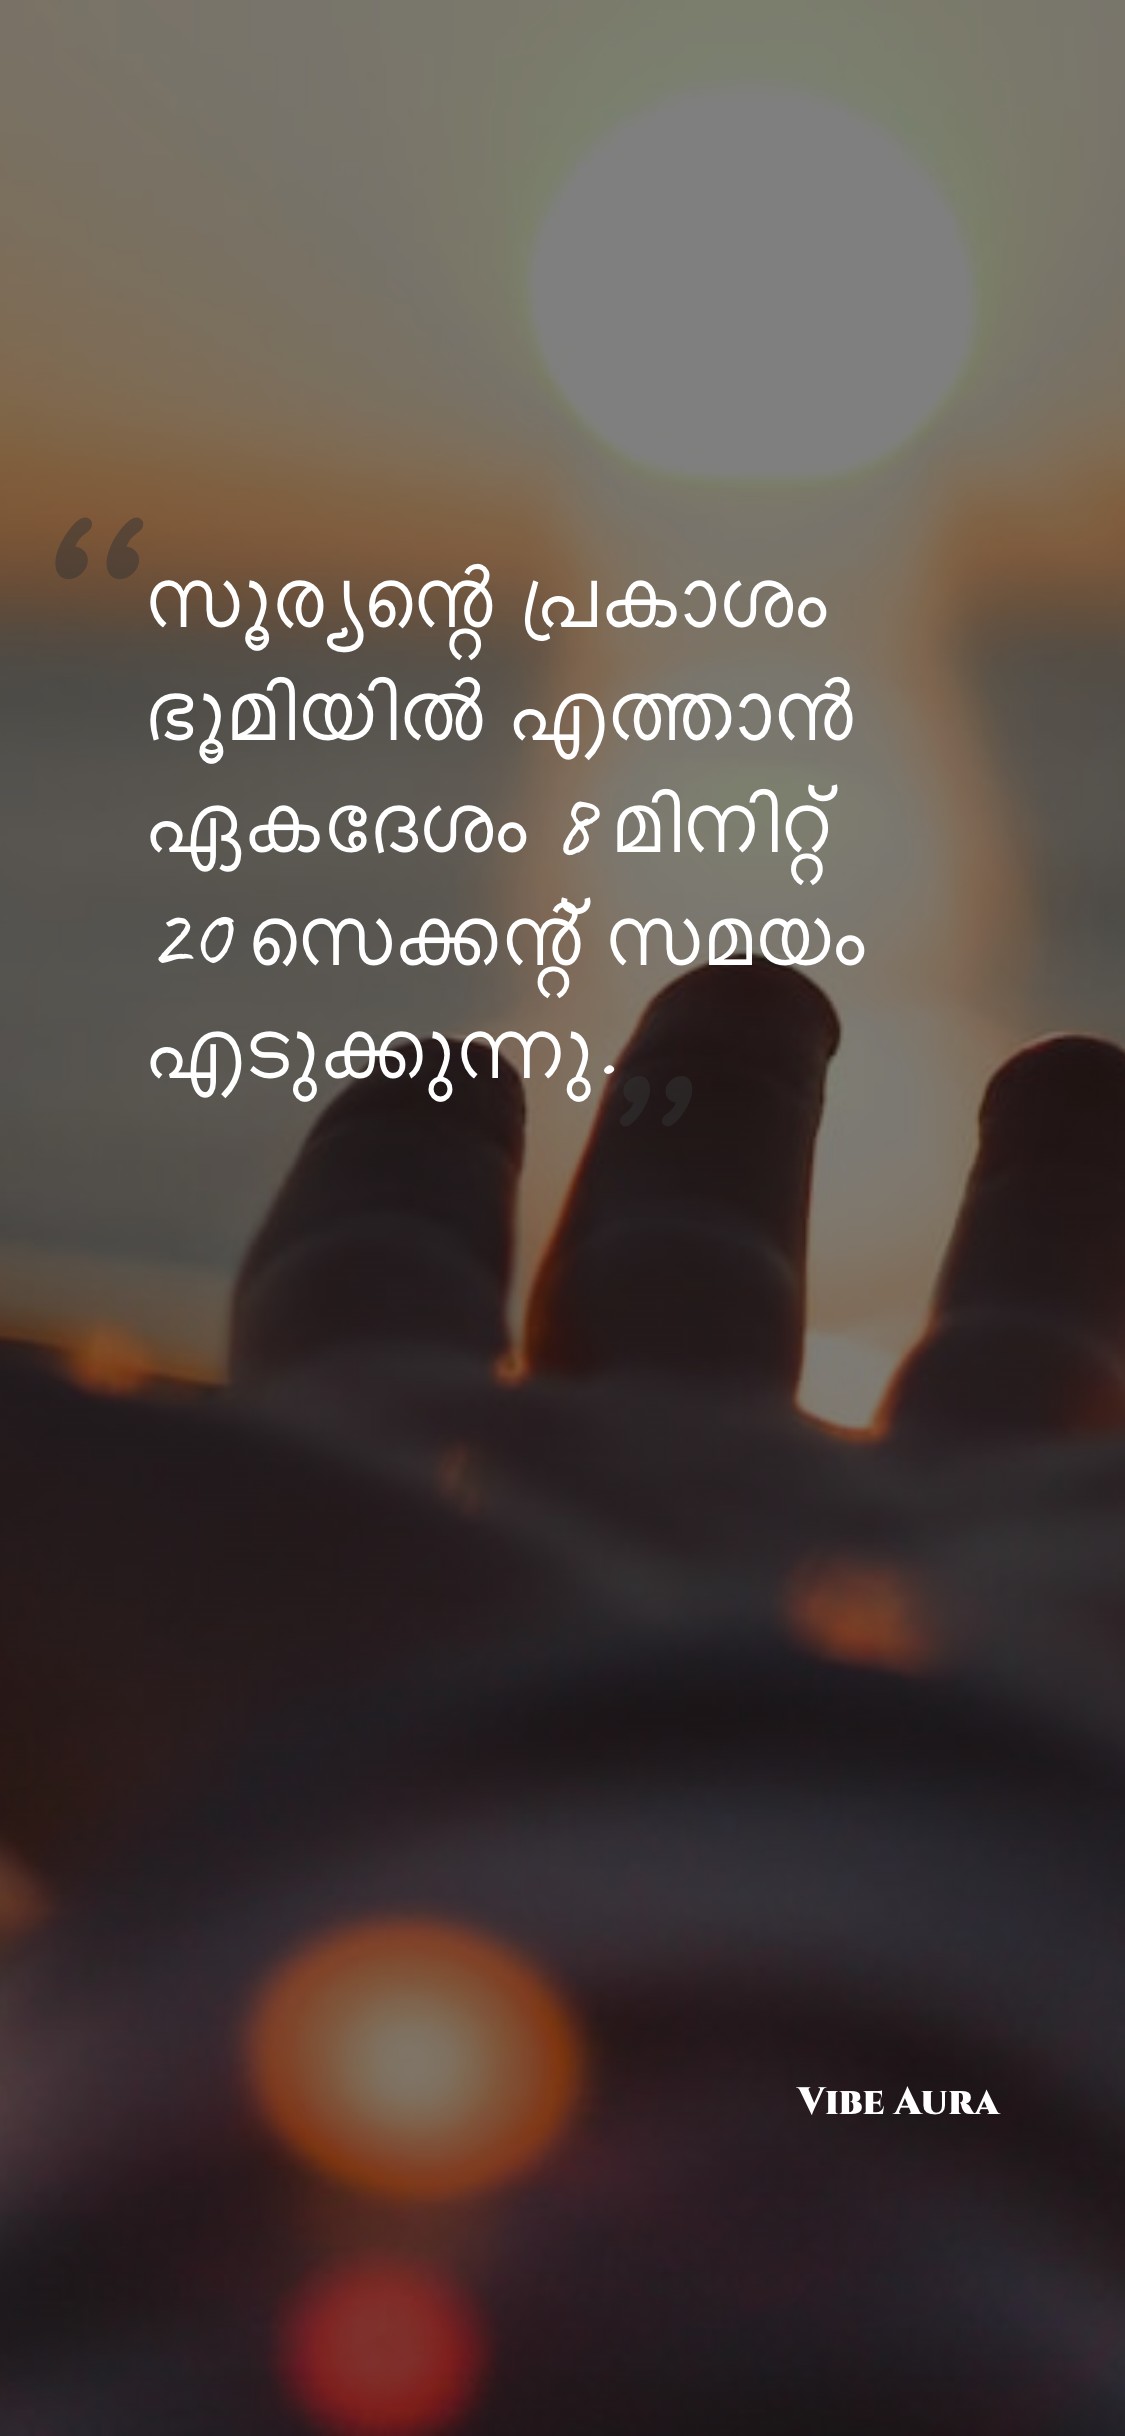 “സൂര്യന്റെ പ്രകാശം
ഭൂമിയിൽ എത്താൻ
ഏകദേശം 8 മിനിറ്റ്
20 സെക്കന്റ് സമയം
എടുക്കുന്നു.”
VIBE AURA